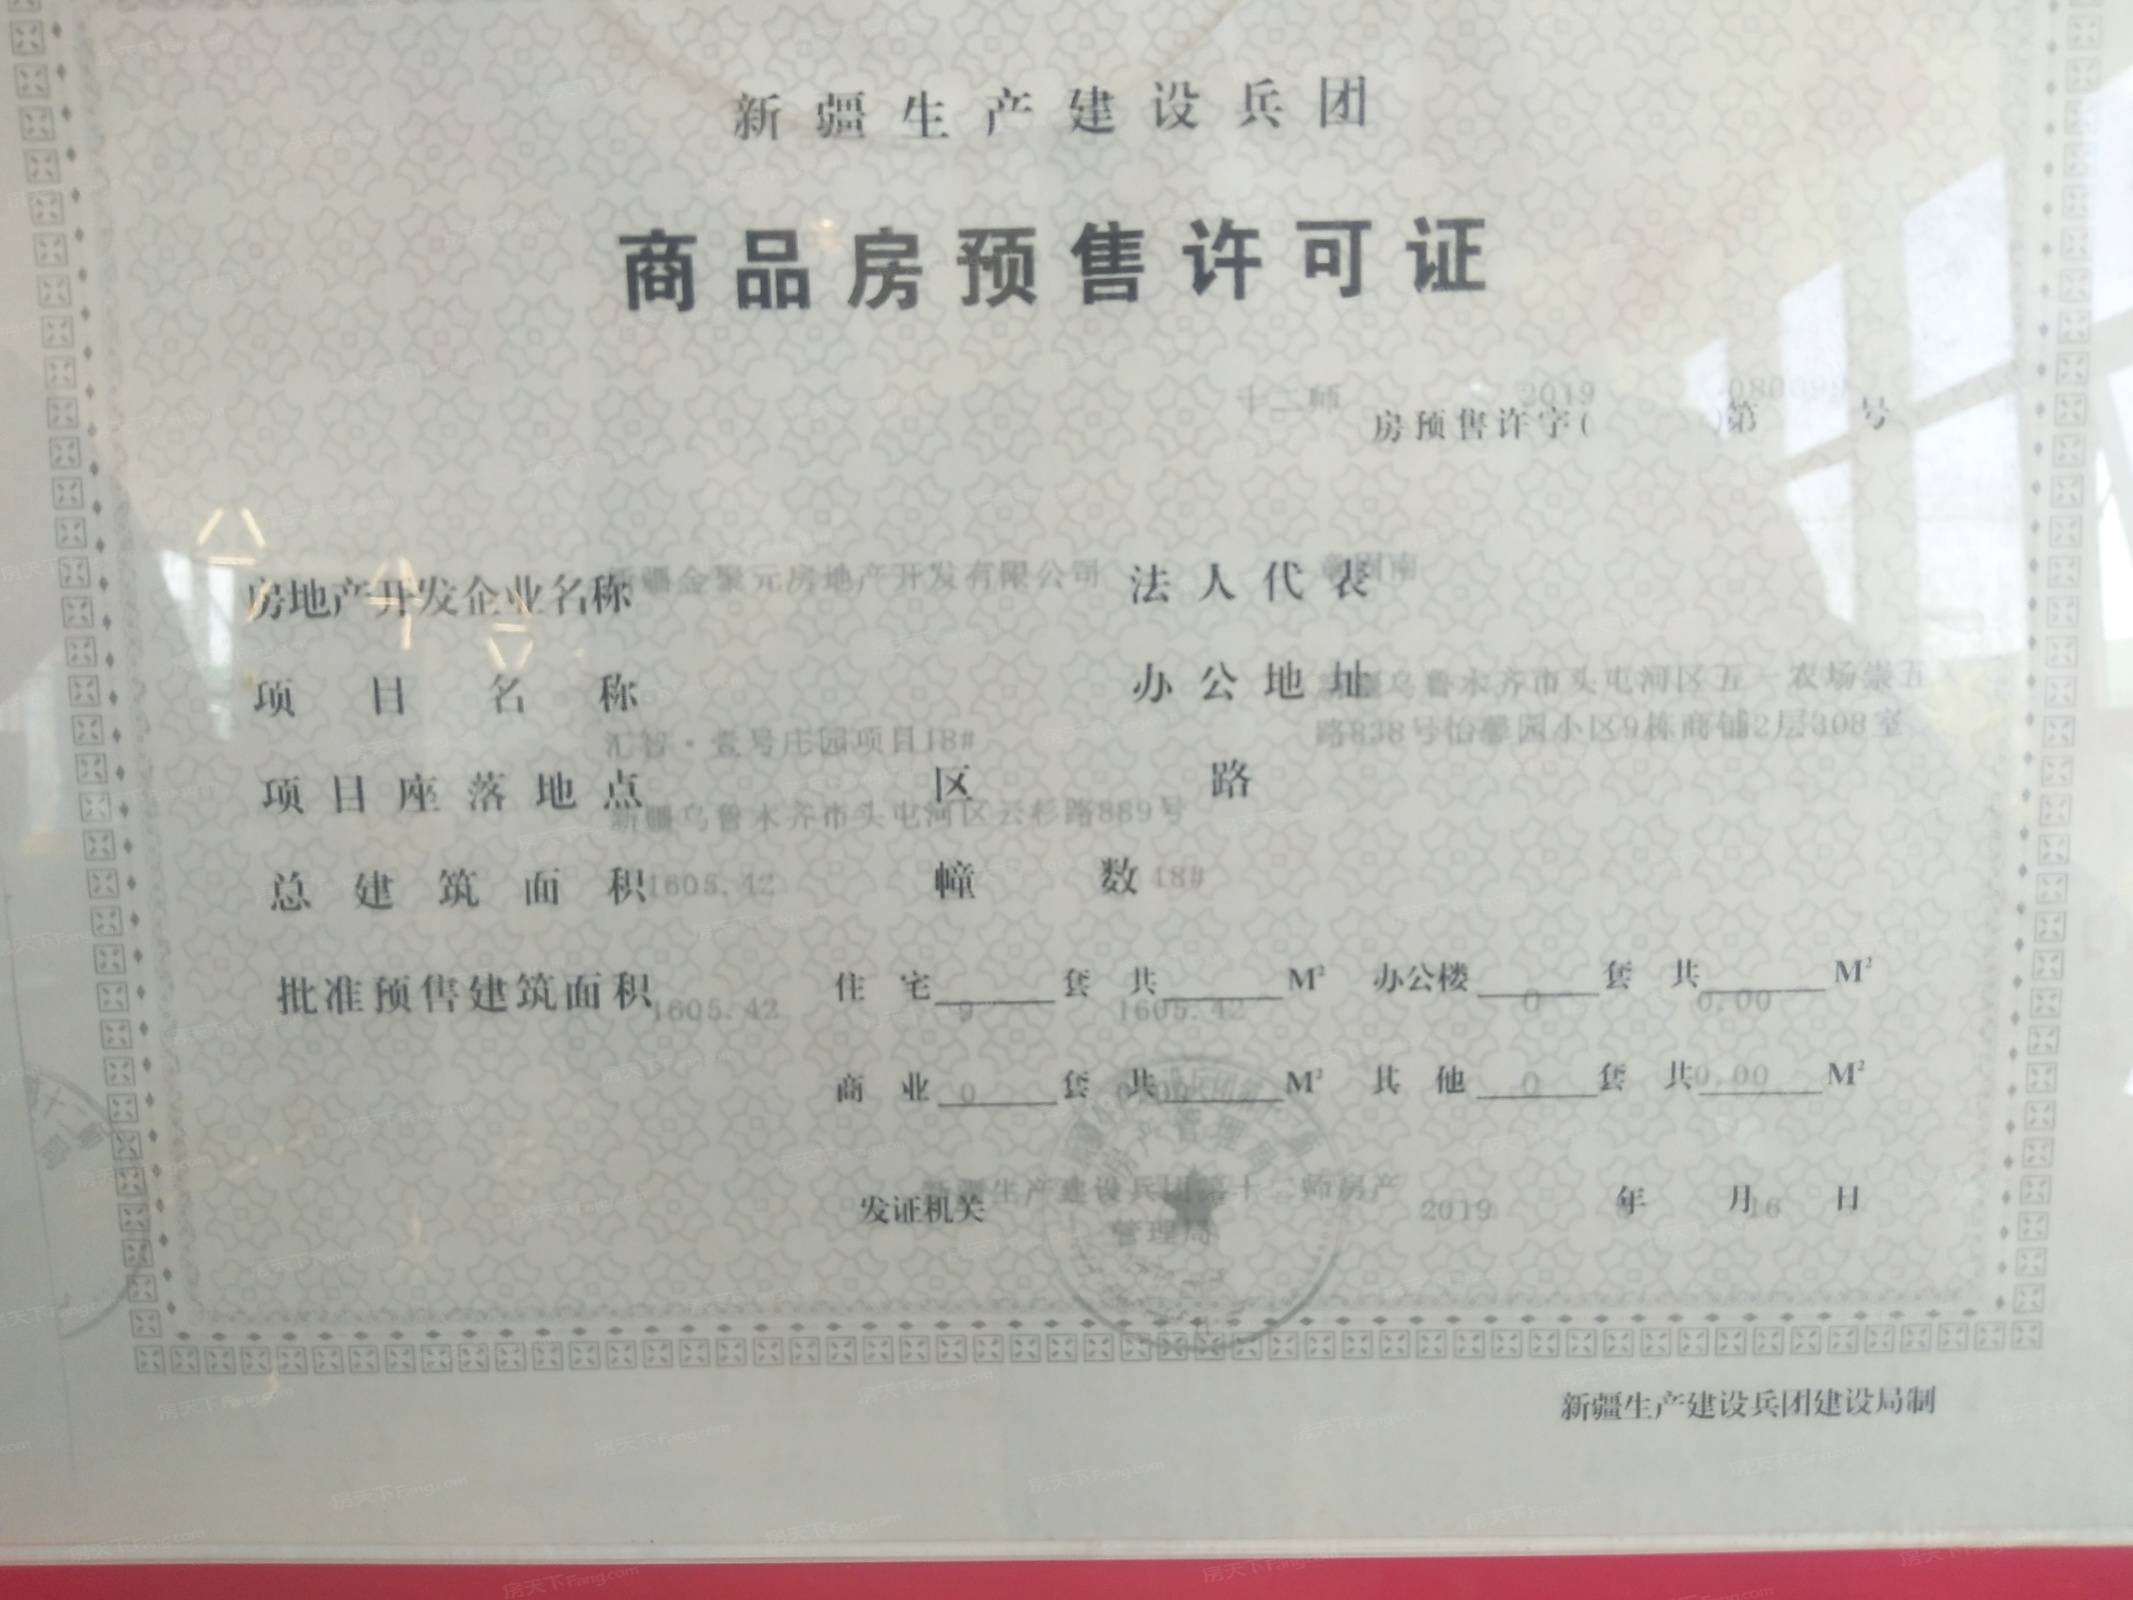 新疆生产建设兵团
商品房预售许可证
十二师 房预售许字( 2019 )第 号
房地产开发企业名称 新疆金聚元房地产开发有限公司 法人代表
项目名称 汇智·壹号庄园项目18# 办公地址 新疆乌鲁木齐市头屯河区五一农场崇五
路838号怡馨园小区9栋商铺2层308室
项目座落地点 新疆乌鲁木齐市头屯河区云杉路889号 区 路
总建筑面积 1605.42 幢数 18#
批准预售建筑面积 1605.42 住宅 9 套 共 1605.42 M² 办公楼 0 套 共 0.00 M²
商业 0 套 共 0.00 M² 其他 0 套 共 0.00 M²
发证机关 新疆生产建设兵团第十二师房产 2019 年 月 16 日
管理局
新疆生产建设兵团建设局制
房天下Fang.com